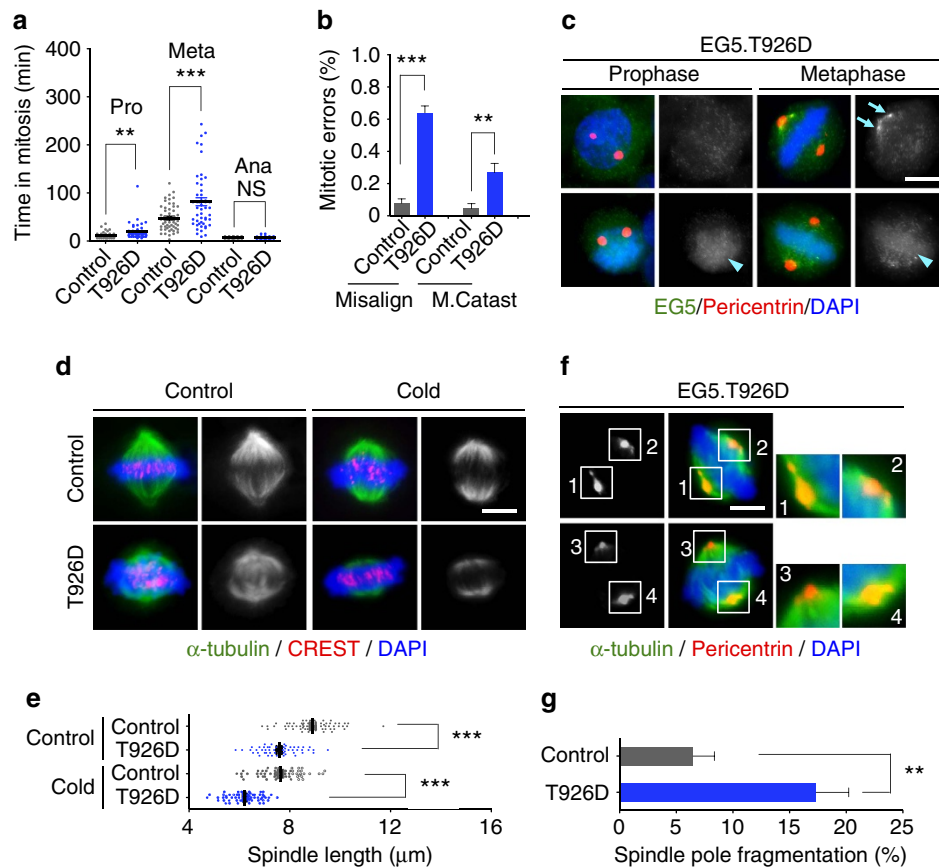 a
Time in mitosis (min)
400
300
200
100
0
Pro
**
Meta
***
Ana
NS
Control
T926D
Control
T926D
Control
T926D
b
Mitotic errors (%)
1.0
0.8
0.6
0.4
0.2
0
***
**
Control
T926D
Control
T926D
Misalign
M.Catast
c
EG5.T926D
Prophase
Metaphase
EG5/Pericentrin/DAPI
d
Control
Cold
Control
T926D
α-tubulin / CREST / DAPI
f
EG5.T926D
2
1
2
1
1
2
3
4
3
4
3
4
α-tubulin / Pericentrin / DAPI
e
Control
Control
T926D
Cold
Control
T926D
***
***
4
8
12
16
Spindle length (μm)
g
Control
T926D
**
0
5
10
15
20
25
Spindle pole fragmentation (%)